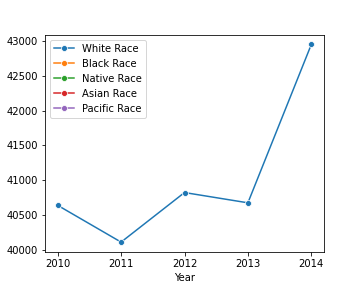 43000
42500
42000
41500
41000
40500
40000
White Race
Black Race
Native Race
Asian Race
Pacific Race
2010 2011 2012 2013 2014
Year